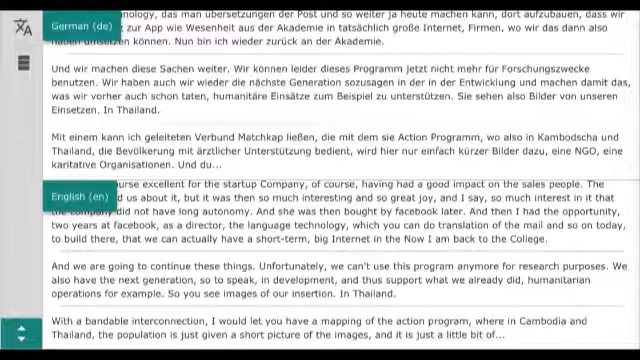 German (de)
nology, das man übersetzungen der Post und so weiter ja heute machen kann, dort aufzubauen, dass wir
zur App wie Wesenheit aus der Akademie in tatsächlich große Internet, Firmen, wo wir das dann also
haben umsetzen können. Nun bin ich wieder zurück an der Akademie.
Und wir machen diese Sachen weiter. Wir können leider dieses Programm jetzt nicht mehr für Forschungszwecke
benutzen. Wir haben auch wir wieder die nächste Generation sozusagen in der in der Entwicklung und machen damit das,
was wir vorher auch schon taten, humanitäre Einsätze zum Beispiel zu unterstützen. Sie sehen also Bilder von unseren
Einsetzen. In Thailand.
Mit einem kann ich geleiteten Verbund Matchkap ließen, die mit dem sie Action Programm, wo also in Kambodscha und
Thailand, die Bevölkerung mit ärztlicher Unterstützung bedient, wird hier nur einfach kürzer Bilder dazu, eine NGO, eine
karitative Organisationen. Und du...
English (en)
urse excellent for the startup Company, of course, having had a good impact on the sales people. The
d us about it, but it was then so much interesting and so great joy, and I say, so much interest in it that
the company did not have long autonomy. And she was then bought by facebook later. And then I had the opportunity,
two years at facebook, as a director, the language technology, which you can do translation of the mail and so on today,
to build there, that we can actually have a short-term, big Internet in the Now I am back to the College.
And we are going to continue these things. Unfortunately, we can't use this program anymore for research purposes. We
also have the next generation, so to speak, in development, and thus support what we already did, humanitarian
operations for example. So you see images of our insertion. In Thailand.
With a bandable interconnection, I would let you have a mapping of the action program, where in Cambodia and
Thailand, the population is just given a short picture of the images, and it is just a little bit of...